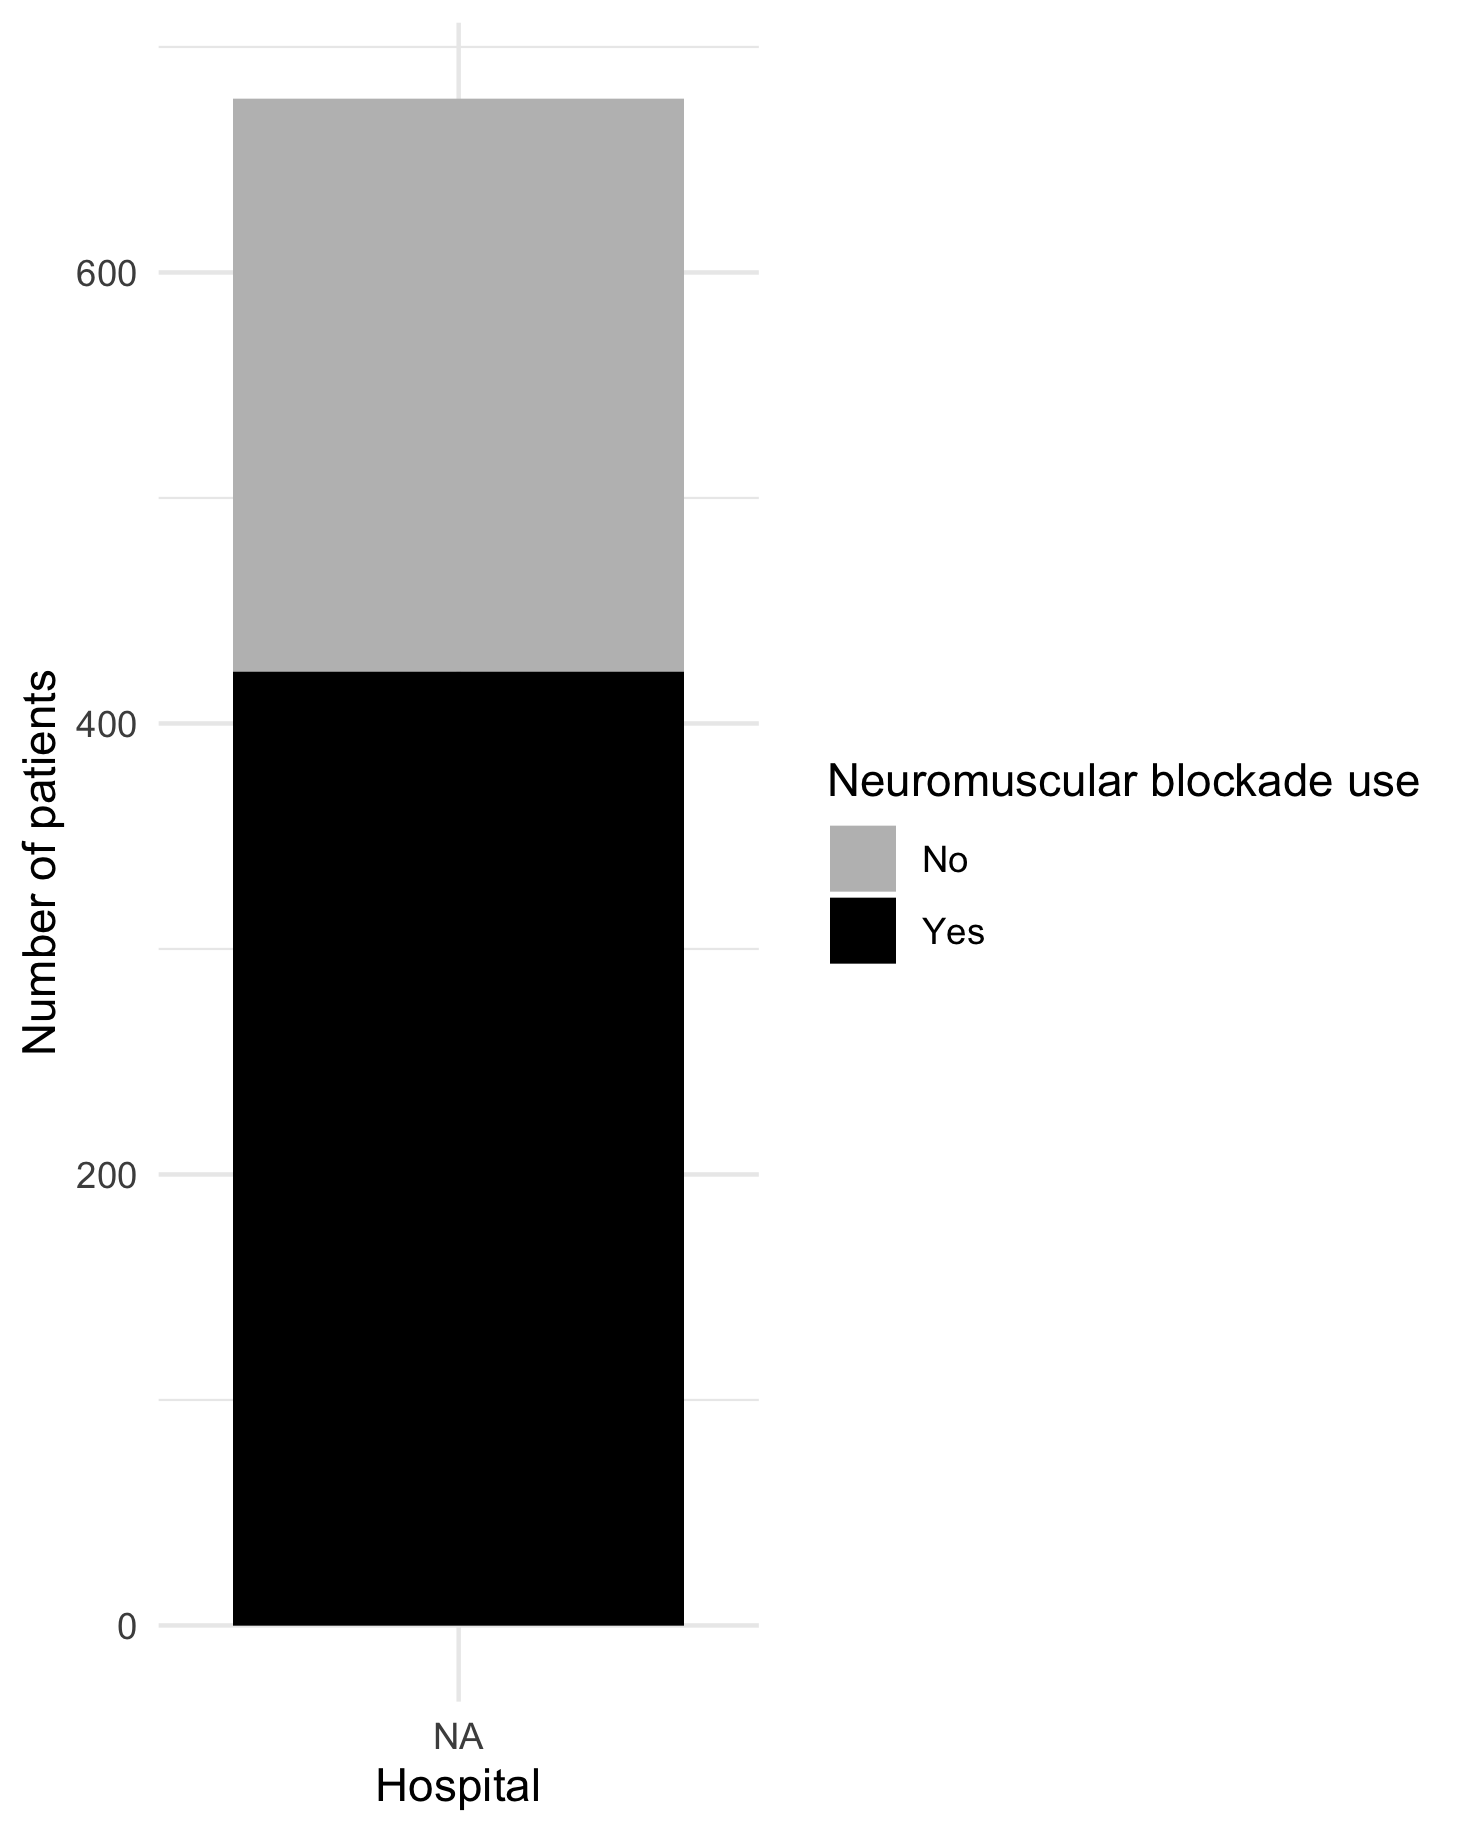 Number of patients
600
400
200
0
NA
Hospital
Neuromuscular blockade use
No
Yes